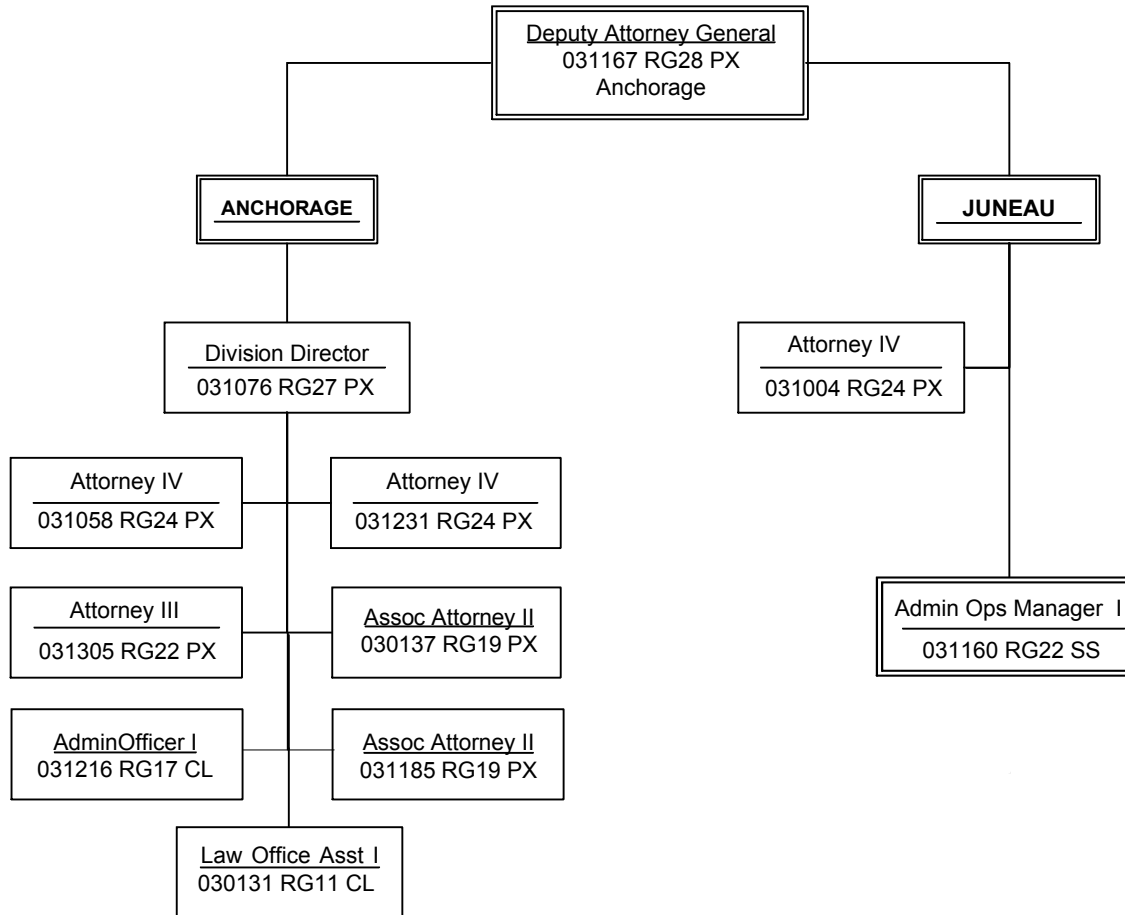 Deputy Attorney General
031167 RG28 PX
Anchorage
ANCHORAGE
JUNEAU
Division Director
031076 RG27 PX
Attorney IV
031004 RG24 PX
Attorney IV
031058 RG24 PX
Attorney IV
031231 RG24 PX
Attorney III
031305 RG22 PX
Assoc Attorney II
030137 RG19 PX
Admin Ops Manager I
031160 RG22 SS
AdminOfficer I
031216 RG17 CL
Assoc Attorney II
031185 RG19 PX
Law Office Asst I
030131 RG11 CL